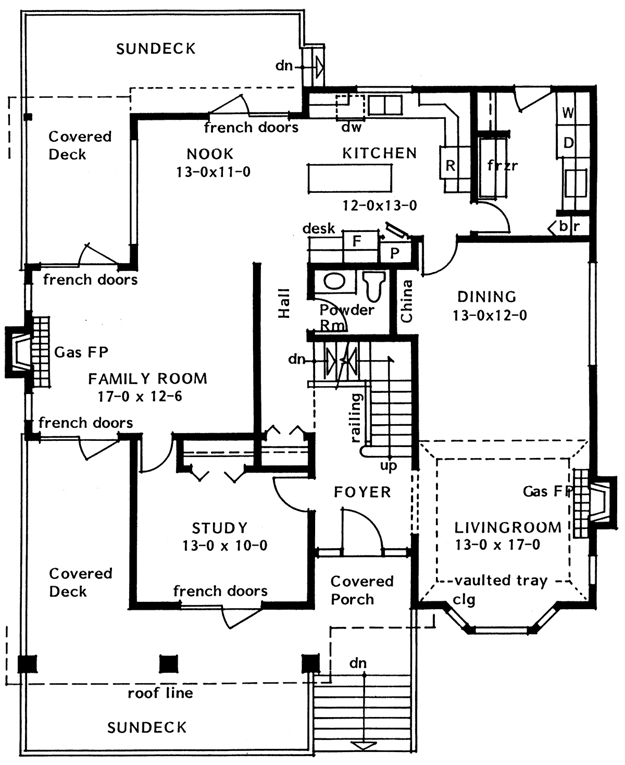 SUNDECK
dn
french doors
dw
W
D
Covered
Deck
NOOK
13-0x11-0
KITCHEN
R
frzr
12-0x13-0
desk
F
P
b r
french doors
Hall
Powder
Rm
China
DINING
13-0x12-0
Gas FP
dn
FAMILY ROOM
17-0 x 12-6
railing
french doors
up
Gas FP
FOYER
STUDY
13-0 x 10-0
LIVINGROOM
13-0 x 17-0
Covered
Deck
french doors
Covered
Porch
vaulted tray
clg
dn
roof line
SUNDECK